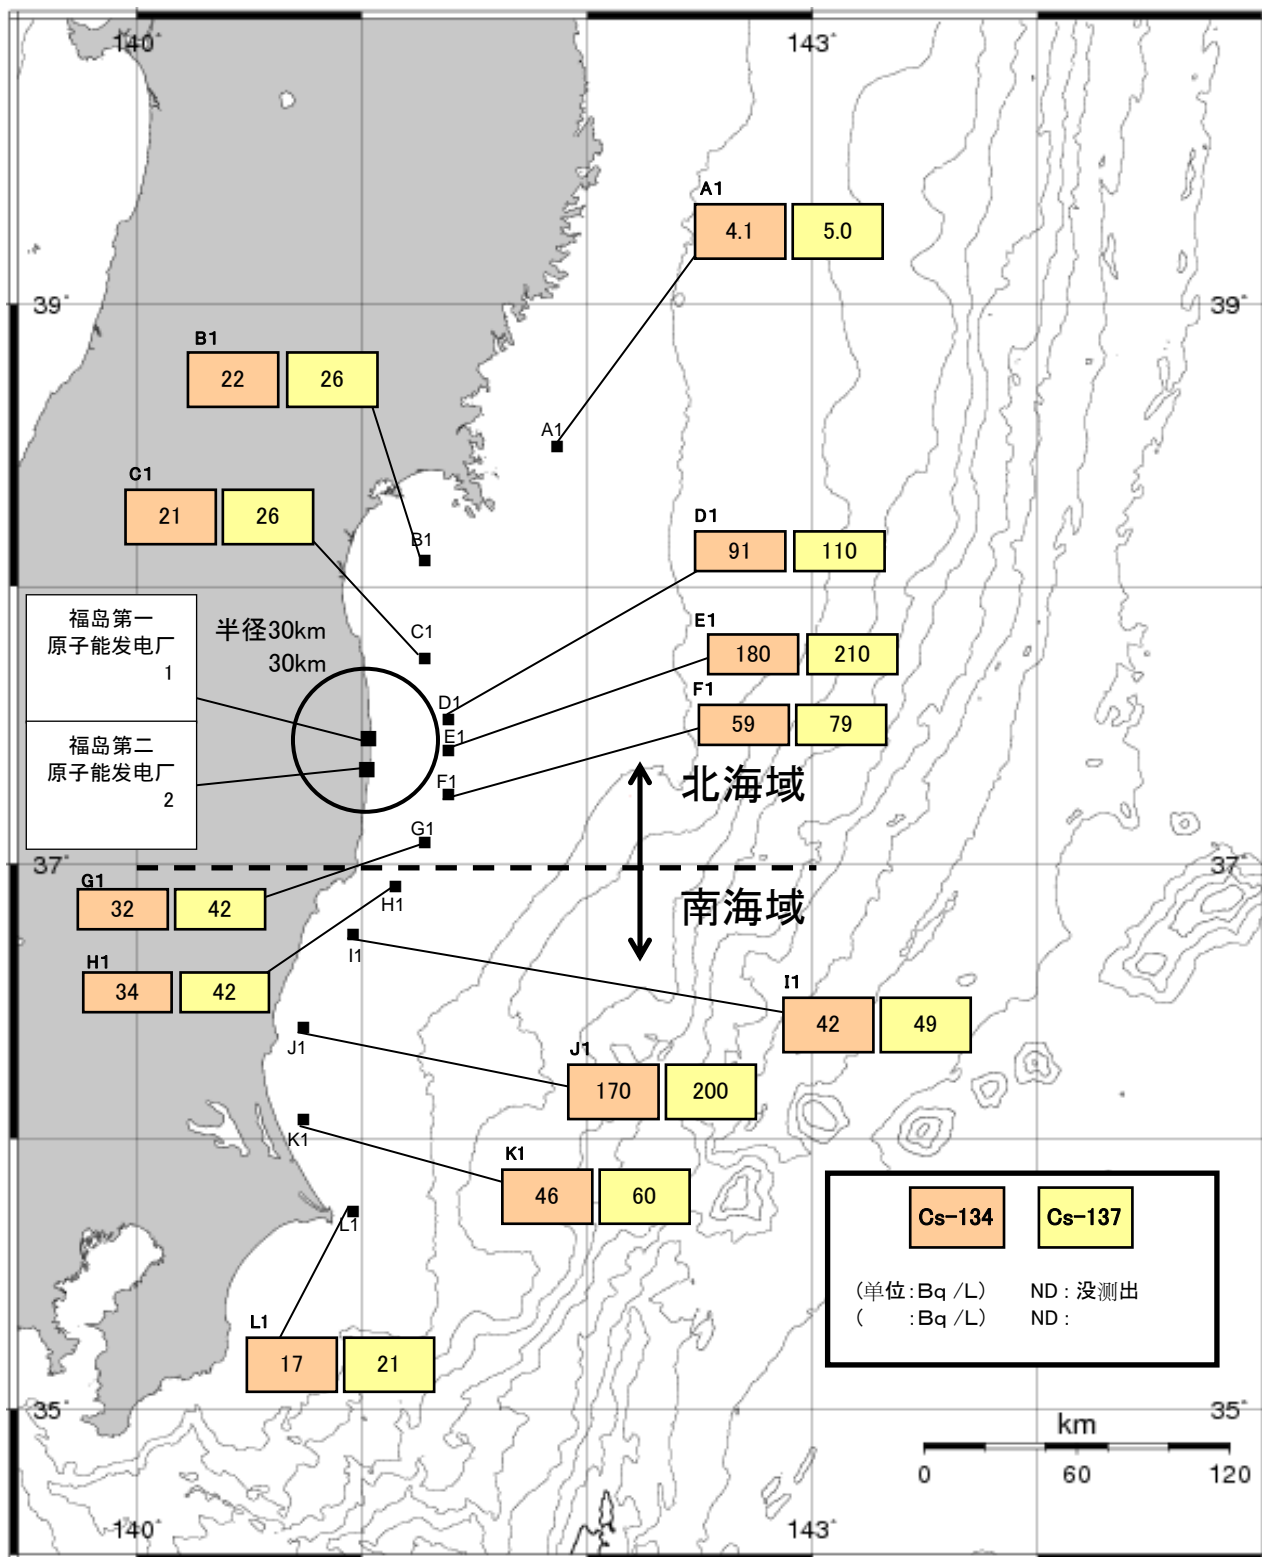 140°
143°
A1
4.1 5.0
39°
39°
B1
22 26
A1
C1
21 26
D1
91 110
B1
福岛第一
原子能发电厂
1
半径30km
30km
C1
E1
180 210
F1
59 79
D1
E1
福岛第二
原子能发电厂
2
F1
北海域
G1
37°
37°
G1
32 42
H1
南海域
I1
H1
34 42
I1
42 49
J1
J1
170 200
K1
K1
46 60
Cs-134 Cs-137
L1
(单位:Bq /L) ND : 没测出
( :Bq /L) ND :
L1
17 21
35°
35°
km
0 60 120
140°
143°